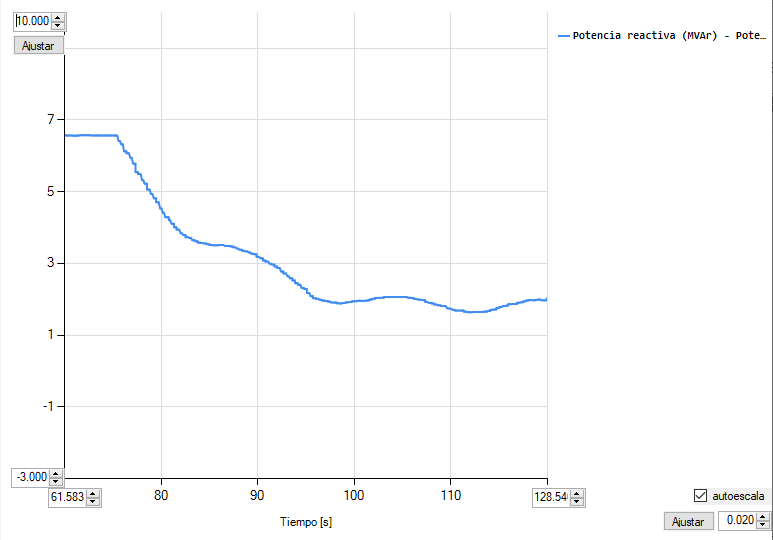 10.000
Ajustar
Potencia reactiva (MVAr) - Pote...
7
5
3
1
-1
-3.000
61.583
80
90
100
110
128.54
autoescala
Tiempo [s]
Ajustar
0.020